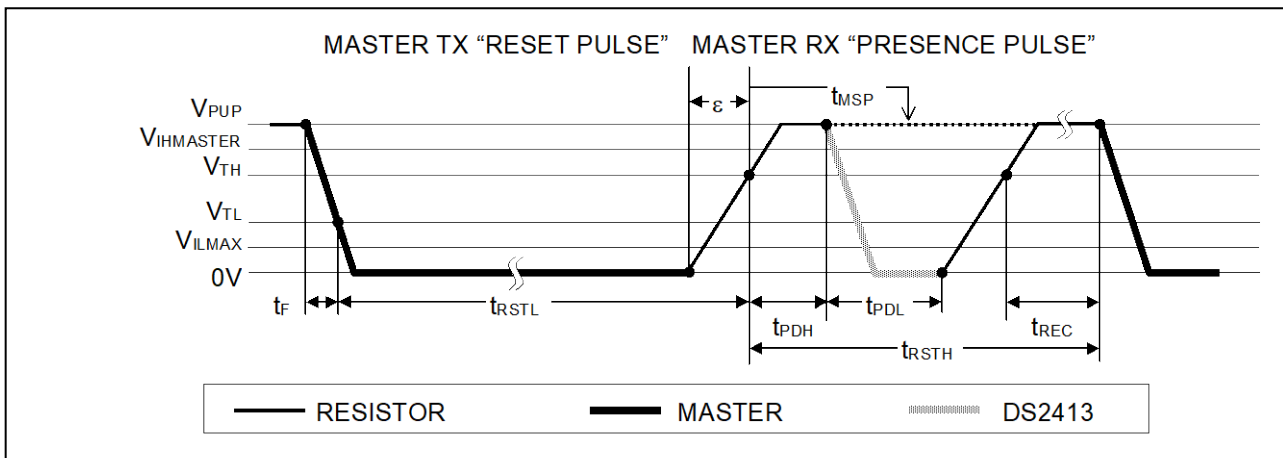 MASTER TX “RESET PULSE” MASTER RX “PRESENCE PULSE”
ε tMSP
VPUP
VIHMASTER
VTH
VTL
VILMAX
0V
tF tRSTL tPDH tPDL tREC
tRSTH
RESISTOR MASTER DS2413